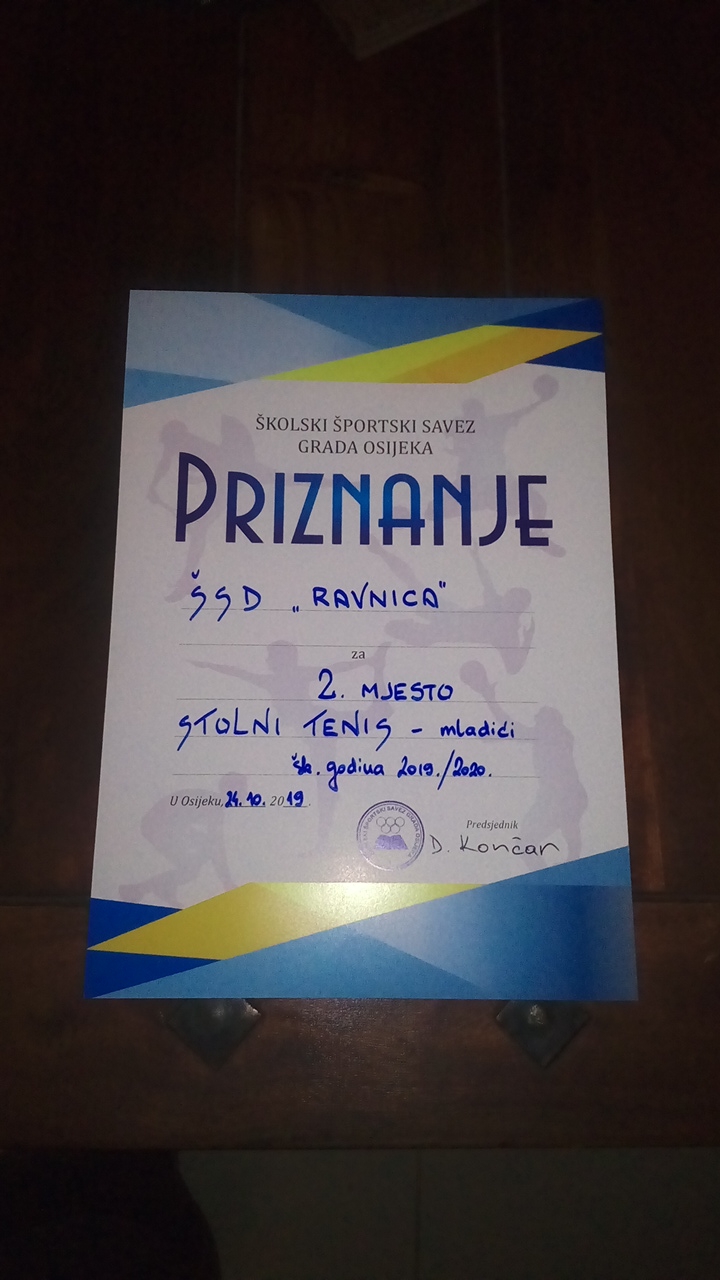 ŠKOLSKI ŠPORTSKI SAVEZ
GRADA OSIJEKA
PRIZNANJE
ŠSD „RAVNICA"
za
2. MJESTO
STOLNI TENIS - mladići
šk. godina 2019./2020.
U Osijeku, 24. 10. 2019.
Predsjednik
D. Končar